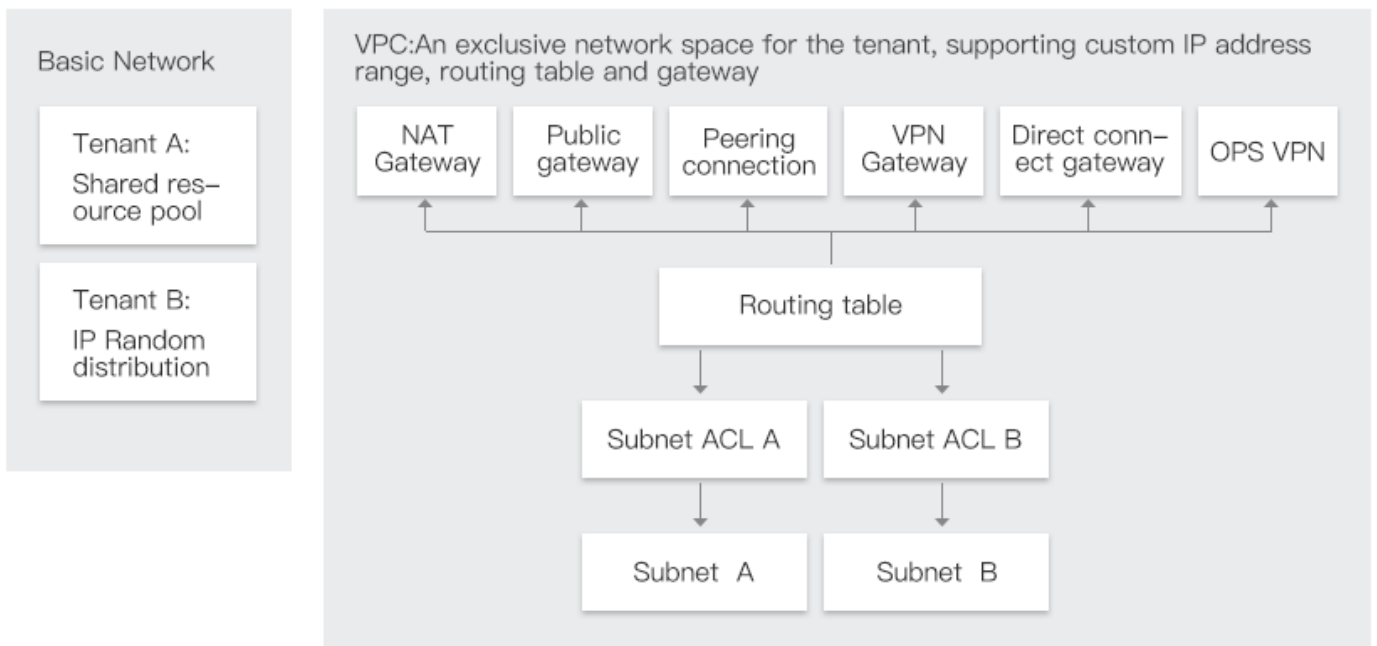 Basic Network
Tenant A:
Shared res–
ource pool
Tenant B:
IP Random
distribution
VPC:An exclusive network space for the tenant, supporting custom IP address
range, routing table and gateway
NAT
Gateway
Public
gateway
Peering
connection
VPN
Gateway
Direct conn–
ect gateway
OPS VPN
Routing table
Subnet ACL A
Subnet ACL B
Subnet A
Subnet B